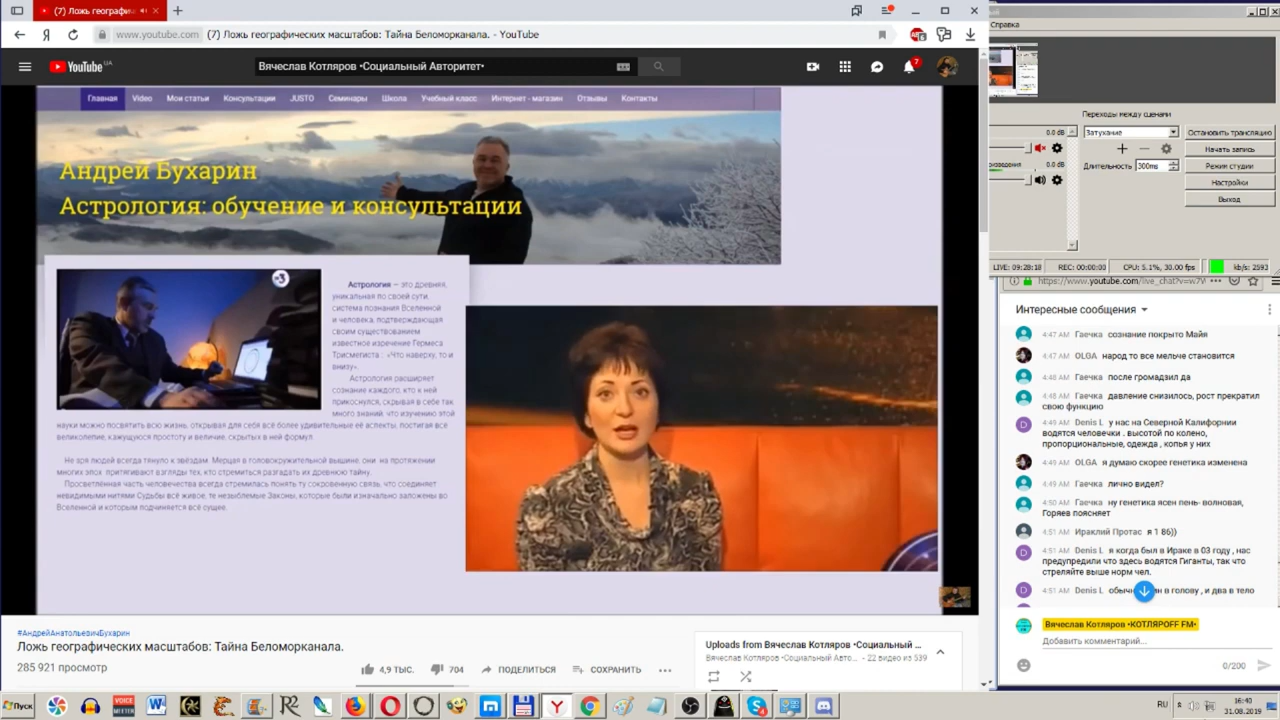 (7) Ложь географи
www.youtube.com
(7) Ложь географических масштабов: Тайна Беломорканала. - YouTube
YouTube UA
Вячеслав Котляров •Социальный Авторитет•
7
Главная Video Мои статьи Консультации Школа Учебный класс Интернет - магазин Отзывы Контакты
Андрей Бухарин
Астрология: обучение и консультации
Астрология – это древняя,
уникальная по своей сути,
система познания Вселенной
и человека, подтверждающая
своим существованием
известное изречение Гермеса
Трисмегиста.: «Что наверху, то и
внизу».
Астрология расширяет
сознание каждого, кто к ней
прикоснулся, скрывая в себе так
много знаний, что изучению этой
науки можно посвятить всю жизнь, открывая для себя всё более удивительные её аспекты, постигая всё
великолепие, кажущуюся простоту и величие, скрытых в ней формул.
Не зря людей всегда тянуло к звёздам. Мерцая в головокружительной вышине, они на протяжении
многих эпох притягивают взгляды тех, кто стремиться разгадать их древнюю тайну.
Просветлённая часть человечества всегда стремилась понять ту сокровенную связь, что соединяет
невидимыми нитями Судьбы всё живое, те незыблемые Законы, которые были изначально заложены во
Вселенной и которым подчиняется всё сущее.
#АндрейАнатольевичБухарин
Ложь географических масштабов: Тайна Беломорканала.
285 921 просмотр
4,9 ТЫС. 704 ПОДЕЛИТЬСЯ СОХРАНИТЬ
Uploads from Вячеслав Котляров •Социальный ...
Вячеслав Котляров •Социальный Авто... - 22 видео из 539
Справка
Переходы между сценами
0.0 dB
Затухание
Остановить трансляцию
Начать запись
0.0 dB
Длительность 300ms
Режим студии
Настройки
Выход
LIVE: 09:28:18 REC: 00:00:00 CPU: 5.1%, 30.00 fps kb/s: 2593
https://www.youtube.com/live_chat?v=w7
Интересные сообщения
4:47 AM Гаечка сознание покрыто Майя
4:47 AM OLGA народ то все мельче становится
4:48 AM Гаечка после громадзил да
4:48 AM Гаечка давление снизилось, рост прекратил
свою функцию
4:49 AM Denis L у нас на Северной Калифорнии
водятся человечки . высотой по колено,
пропорциональные, одежда , копья у них
4:49 AM OLGA я думаю скорее генетика изменена
4:49 AM Гаечка лично видел?
4:50 AM Гаечка ну генетика ясен пень- волновая,
Горяев поясняет
4:51 AM Ираклий Протас я 1 86))
4:51 AM Denis L я когда был в Ираке в 03 году , нас
предупредили что здесь водятся Гиганты, так что
стреляйте выше норм чел.
4:51 AM Denis L в голову , и два в тело
Вячеслав Котляров •КОТЛЯРОFF FM•
Добавить комментарий...
0/200
Пуск
VOICE
MEETER
RU
16:40
31.08.2019